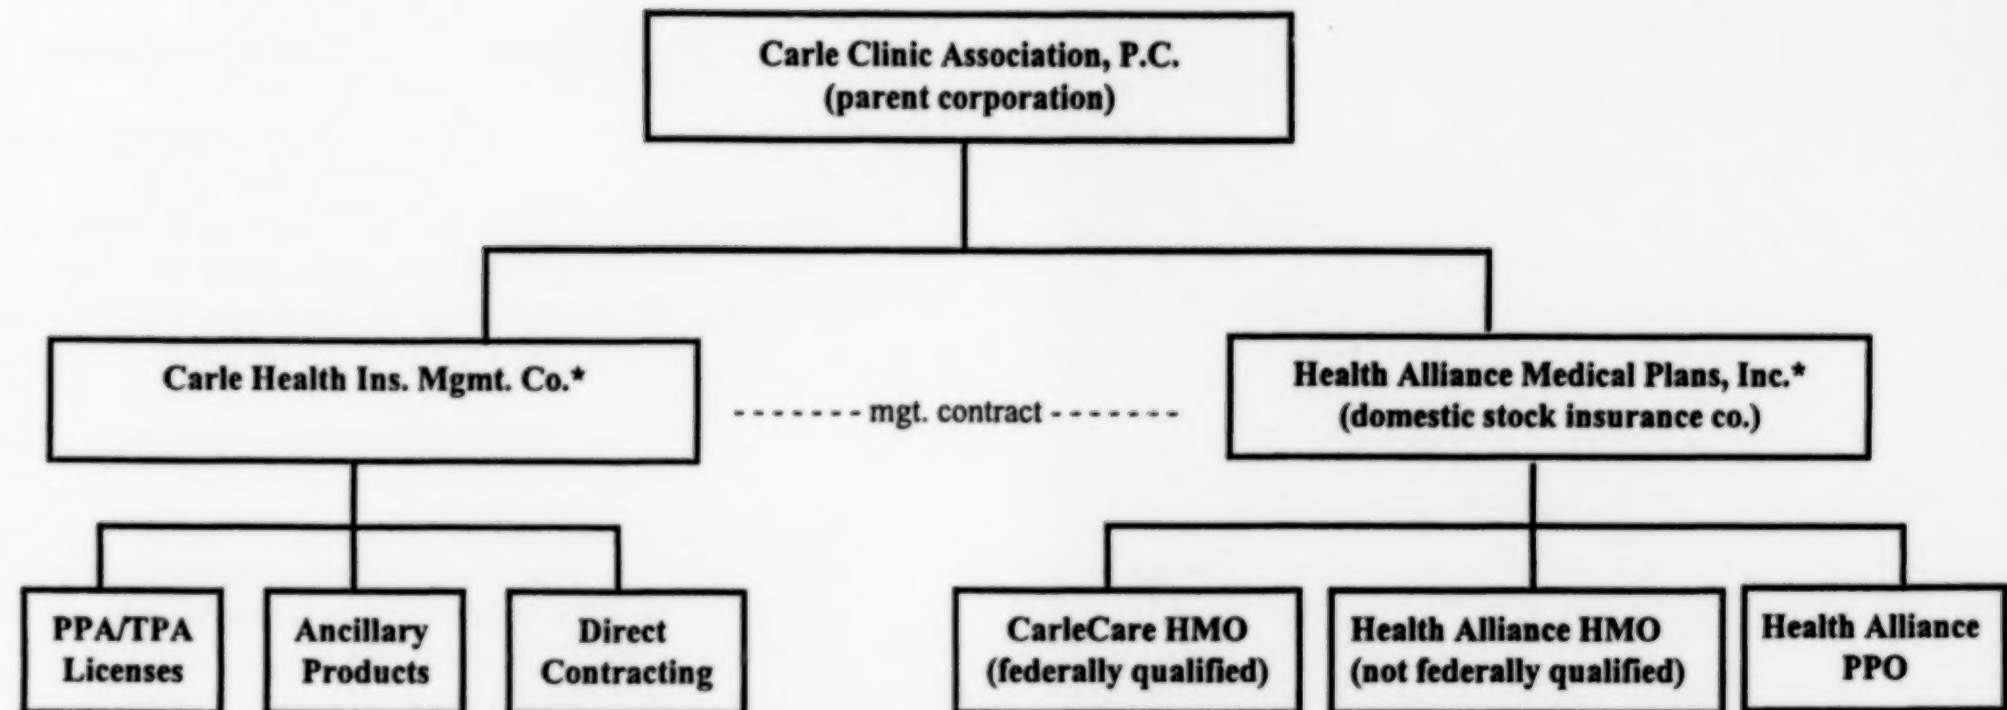 Carle Clinic Association, P.C.
(parent corporation)
Carle Health Ins. Mgmt. Co.*
- - - - - - - mgt. contract - - - - - - -
Health Alliance Medical Plans, Inc.*
(domestic stock insurance co.)
PPA/TPA
Licenses
Ancillary
Products
Direct
Contracting
CarleCare HMO
(federally qualified)
Health Alliance HMO
(not federally qualified)
Health Alliance
PPO